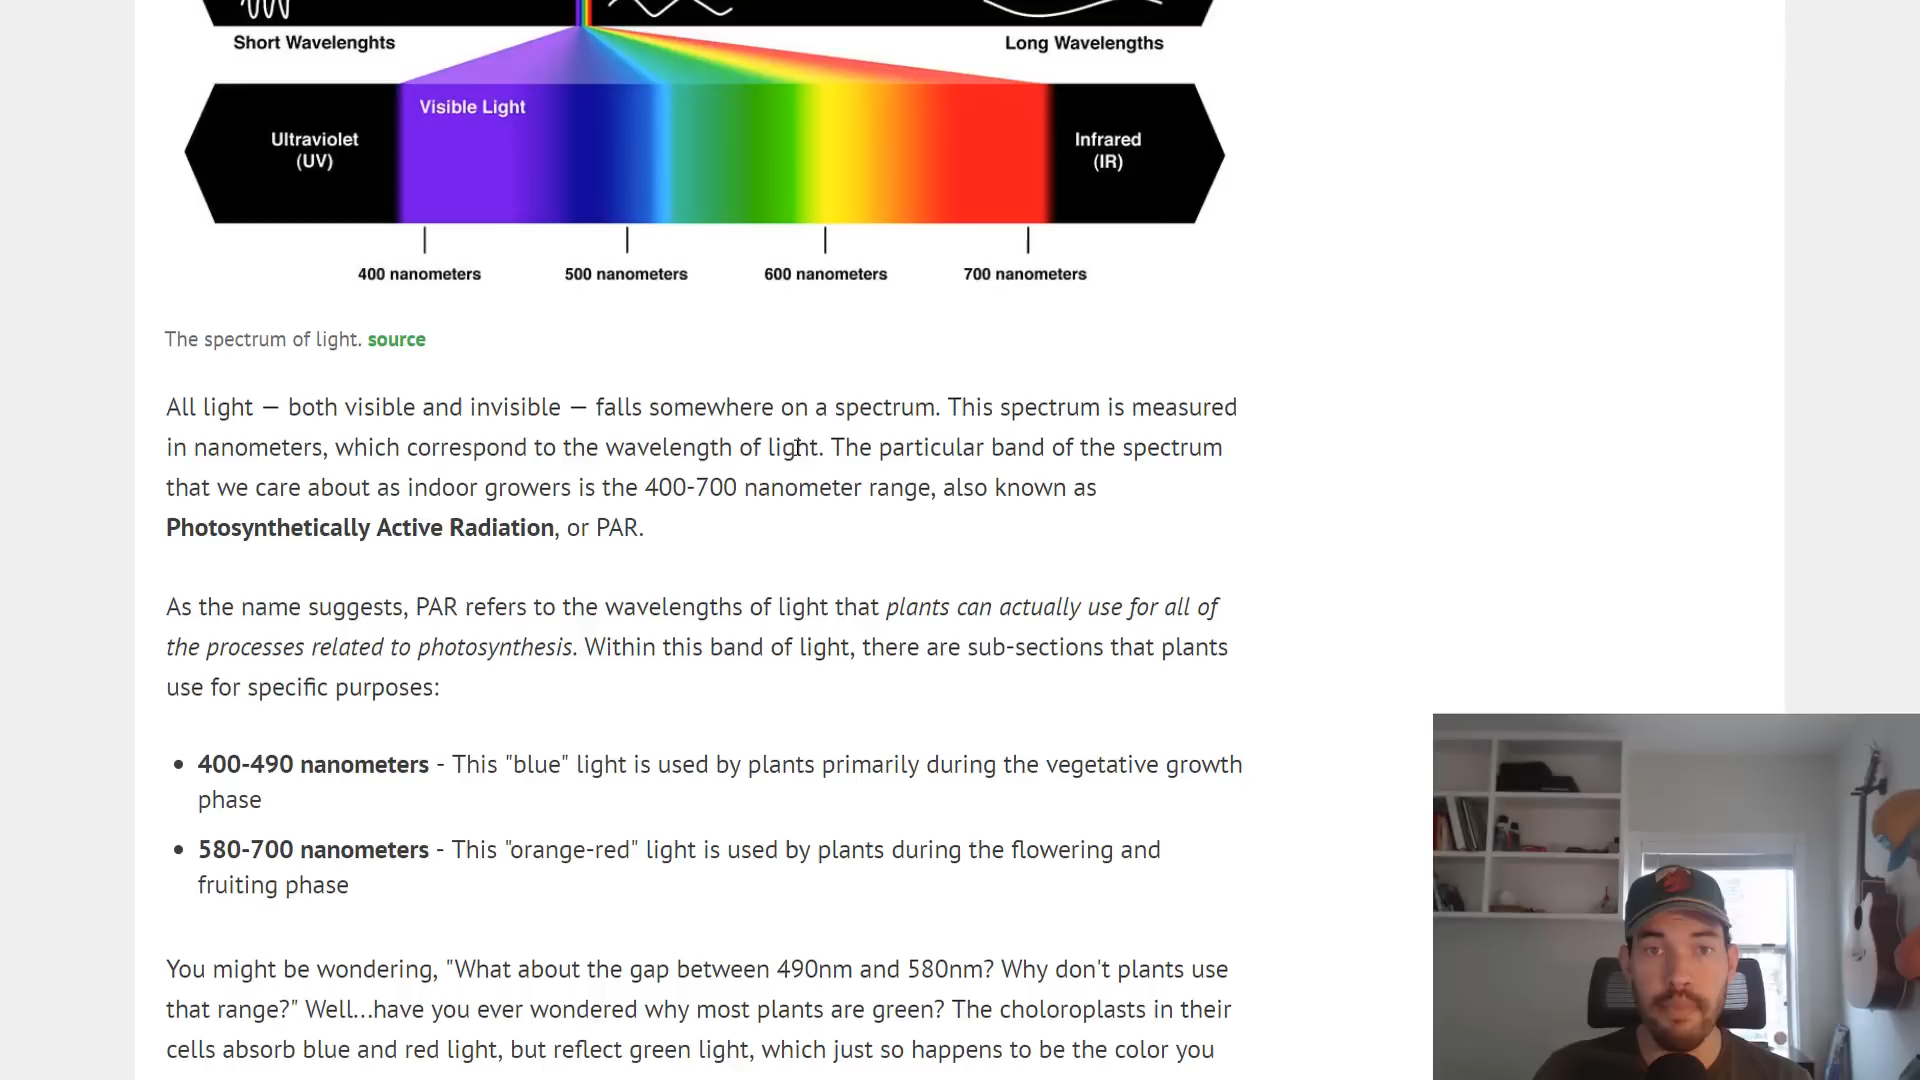 Short Wavelenghts
Long Wavelengths
Visible Light
Ultraviolet
(UV)
Infrared
(IR)
400 nanometers
500 nanometers
600 nanometers
700 nanometers
The spectrum of light. source
All light — both visible and invisible — falls somewhere on a spectrum. This spectrum is measured
in nanometers, which correspond to the wavelength of light. The particular band of the spectrum
that we care about as indoor growers is the 400-700 nanometer range, also known as
Photosynthetically Active Radiation, or PAR.
As the name suggests, PAR refers to the wavelengths of light that plants can actually use for all of
the processes related to photosynthesis. Within this band of light, there are sub-sections that plants
use for specific purposes:
• 400-490 nanometers - This "blue" light is used by plants primarily during the vegetative growth
phase
• 580-700 nanometers - This "orange-red" light is used by plants during the flowering and
fruiting phase
You might be wondering, "What about the gap between 490nm and 580nm? Why don't plants use
that range?" Well...have you ever wondered why most plants are green? The choloroplasts in their
cells absorb blue and red light, but reflect green light, which just so happens to be the color you